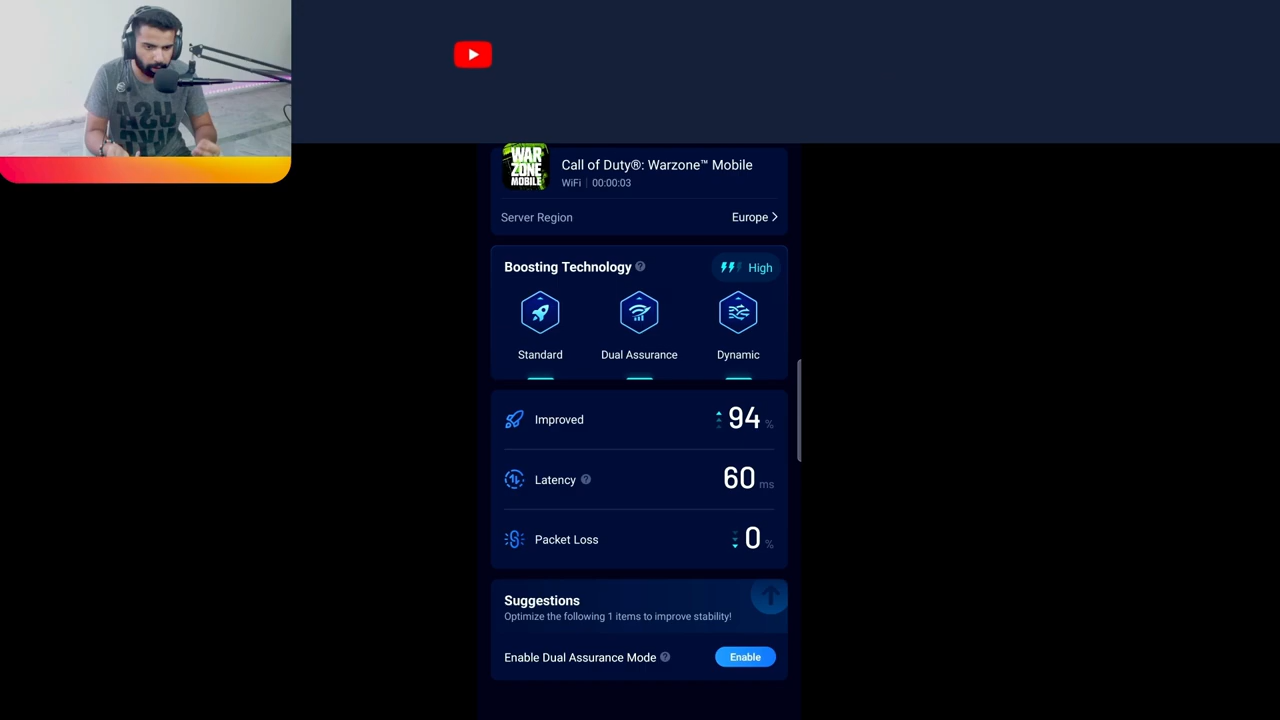 WAR
ZONE
MOBILE
Call of Duty®: Warzone™ Mobile
WiFi | 00:00:03
Server Region
Europe
Boosting Technology
High
Standard
Dual Assurance
Dynamic
Improved
94 %
Latency
60 ms
Packet Loss
0 %
Suggestions
Optimize the following 1 items to improve stability!
Enable Dual Assurance Mode
Enable